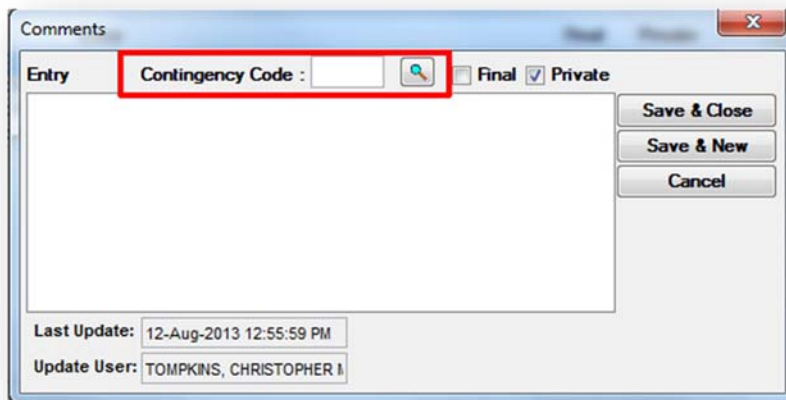 Comments
Entry Contingency Code : Final Private
Save & Close
Save & New
Cancel
Last Update: 12-Aug-2013 12:55:59 PM
Update User: TOMPKINS, CHRISTOPHER